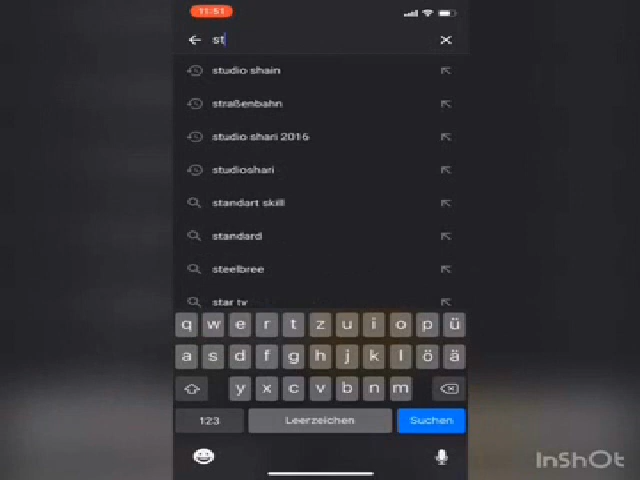 11:51
st
studio shain
straßenbahn
studio shari 2016
studioshari
standart skill
standard
steelbree
star tv
q w e r t z u i o p ü
a s d f g h j k l ö ä
y x c v b n m
123 Leerzeichen Suchen
InShOt